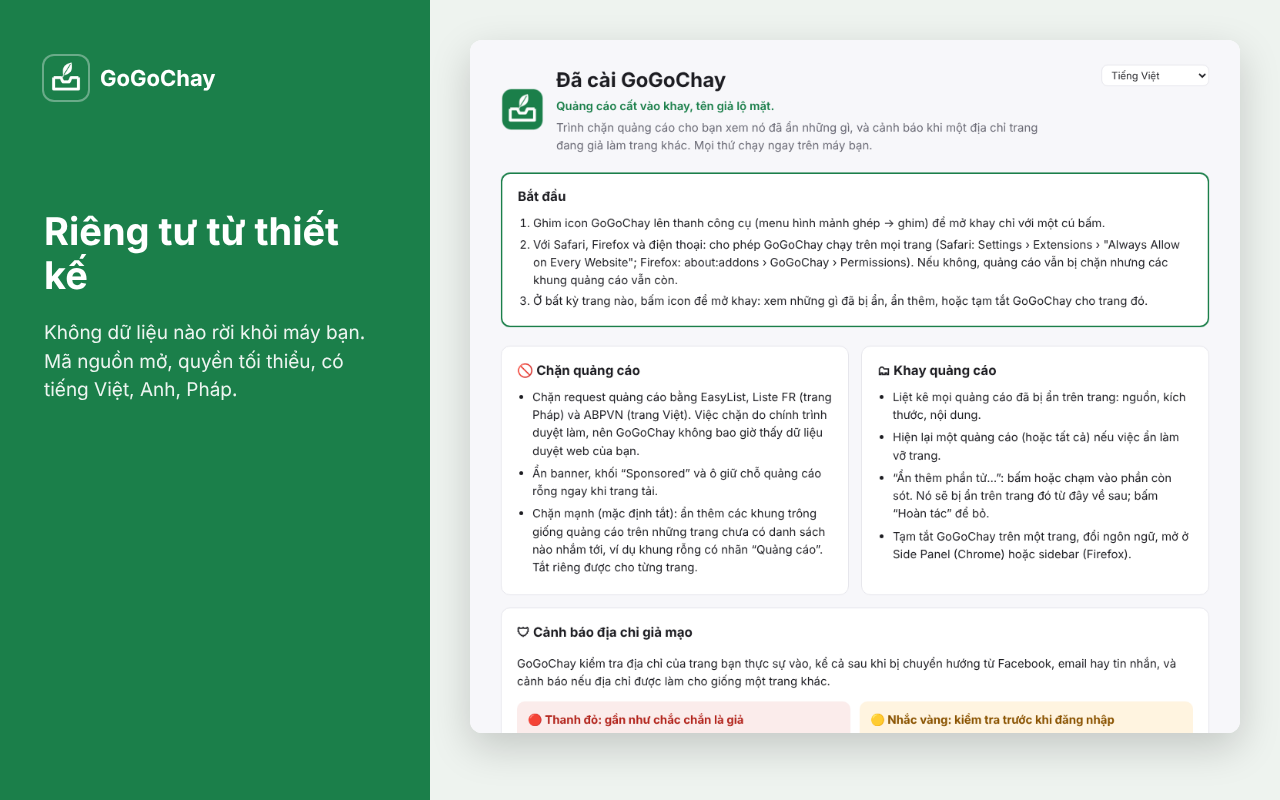 GoGoChay
Riêng tư từ thiết
kế
Không dữ liệu nào rời khỏi máy bạn.
Mã nguồn mở, quyền tối thiểu, có
tiếng Việt, Anh, Pháp.
Đã cài GoGoChay
Tiếng Việt
Quảng cáo cất vào khay, tên giả lộ mặt.
Trình chặn quảng cáo cho bạn xem nó đã ẩn những gì, và cảnh báo khi một địa chỉ trang
đang giả làm trang khác. Mọi thứ chạy ngay trên máy bạn.
Bắt đầu
1. Ghim icon GoGoChay lên thanh công cụ (menu hình mảnh ghép → ghim) để mở khay chỉ với một cú bấm.
2. Với Safari, Firefox và điện thoại: cho phép GoGoChay chạy trên mọi trang (Safari: Settings › Extensions › "Always Allow
on Every Website"; Firefox: about:addons › GoGoChay › Permissions). Nếu không, quảng cáo vẫn bị chặn nhưng các
khung quảng cáo vẫn còn.
3. Ở bất kỳ trang nào, bấm icon để mở khay: xem những gì đã bị ẩn, ẩn thêm, hoặc tạm tắt GoGoChay cho trang đó.
🚫 Chặn quảng cáo
• Chặn request quảng cáo bằng EasyList, Liste FR (trang
Pháp) và ABPVN (trang Việt). Việc chặn do chính trình
duyệt làm, nên GoGoChay không bao giờ thấy dữ liệu
duyệt web của bạn.
• Ẩn banner, khối “Sponsored” và ô giữ chỗ quảng cáo
rỗng ngay khi trang tải.
• Chặn mạnh (mặc định tắt): ẩn thêm các khung trông
giống quảng cáo trên những trang chưa có danh sách
nào nhắm tới, ví dụ khung rỗng có nhãn “Quảng cáo”.
Tắt riêng được cho từng trang.
🗂 Khay quảng cáo
• Liệt kê mọi quảng cáo đã bị ẩn trên trang: nguồn, kích
thước, nội dung.
• Hiện lại một quảng cáo (hoặc tất cả) nếu việc ẩn làm
vỡ trang.
• “Ẩn thêm phần tử…”: bấm hoặc chạm vào phần còn
sót. Nó sẽ bị ẩn trên trang đó từ đây về sau; bấm
“Hoàn tác” để bỏ.
• Tạm tắt GoGoChay trên một trang, đổi ngôn ngữ, mở ở
Side Panel (Chrome) hoặc sidebar (Firefox).
🛡 Cảnh báo địa chỉ giả mạo
GoGoChay kiểm tra địa chỉ của trang bạn thực sự vào, kể cả sau khi bị chuyển hướng từ Facebook, email hay tin nhắn, và
cảnh báo nếu địa chỉ được làm cho giống một trang khác.
🔴 Thanh đỏ: gần như chắc chắn là giả
🟡 Nhắc vàng: kiểm tra trước khi đăng nhập